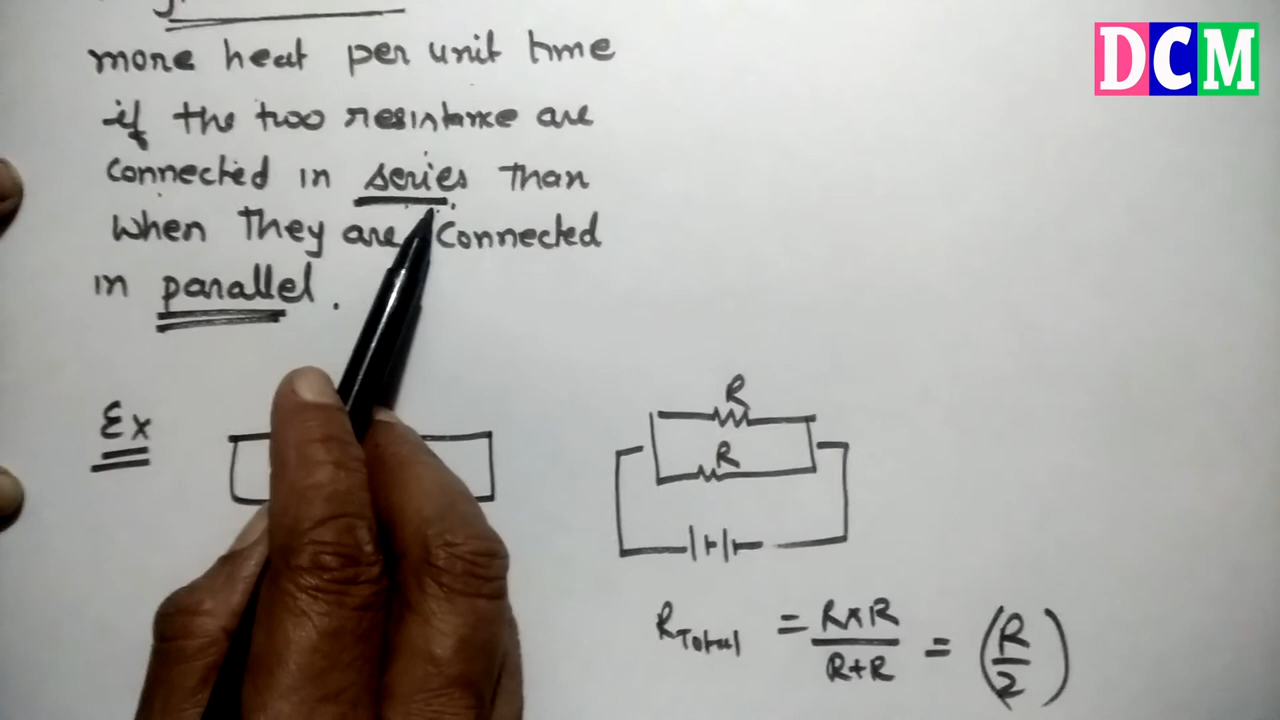 more heat per unit time
if the two resistance are
connected in series than
when they are connected
in parallel.
Ex
R
R
R Total = R×R / R+R = (R/2)
DCM